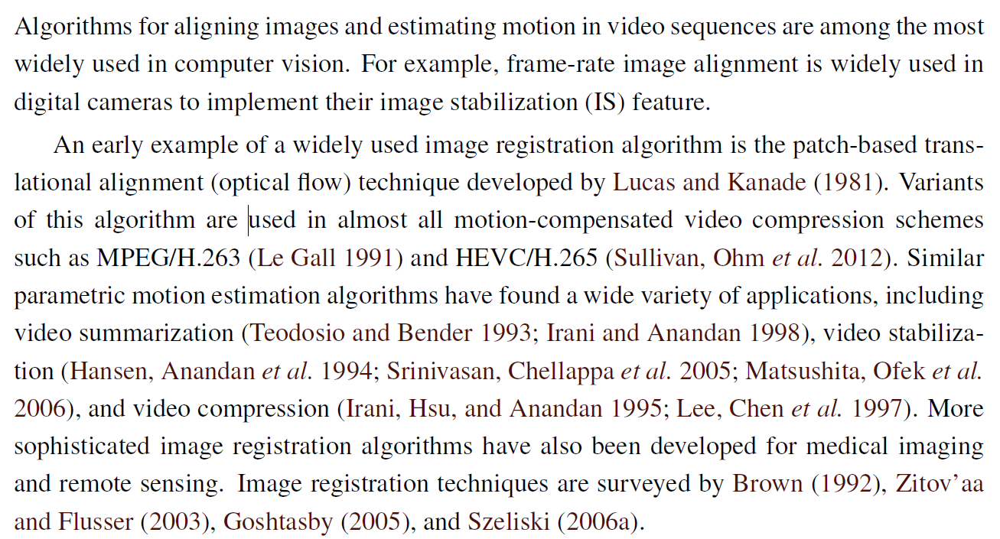 Algorithms for aligning images and estimating motion in video sequences are among the most
widely used in computer vision. For example, frame-rate image alignment is widely used in
digital cameras to implement their image stabilization (IS) feature.
An early example of a widely used image registration algorithm is the patch-based trans-
lational alignment (optical flow) technique developed by Lucas and Kanade (1981). Variants
of this algorithm are used in almost all motion-compensated video compression schemes
such as MPEG/H.263 (Le Gall 1991) and HEVC/H.265 (Sullivan, Ohm et al. 2012). Similar
parametric motion estimation algorithms have found a wide variety of applications, including
video summarization (Teodosio and Bender 1993; Irani and Anandan 1998), video stabiliza-
tion (Hansen, Anandan et al. 1994; Srinivasan, Chellappa et al. 2005; Matsushita, Ofek et al.
2006), and video compression (Irani, Hsu, and Anandan 1995; Lee, Chen et al. 1997). More
sophisticated image registration algorithms have also been developed for medical imaging
and remote sensing. Image registration techniques are surveyed by Brown (1992), Zitov’aa
and Flusser (2003), Goshtasby (2005), and Szeliski (2006a).